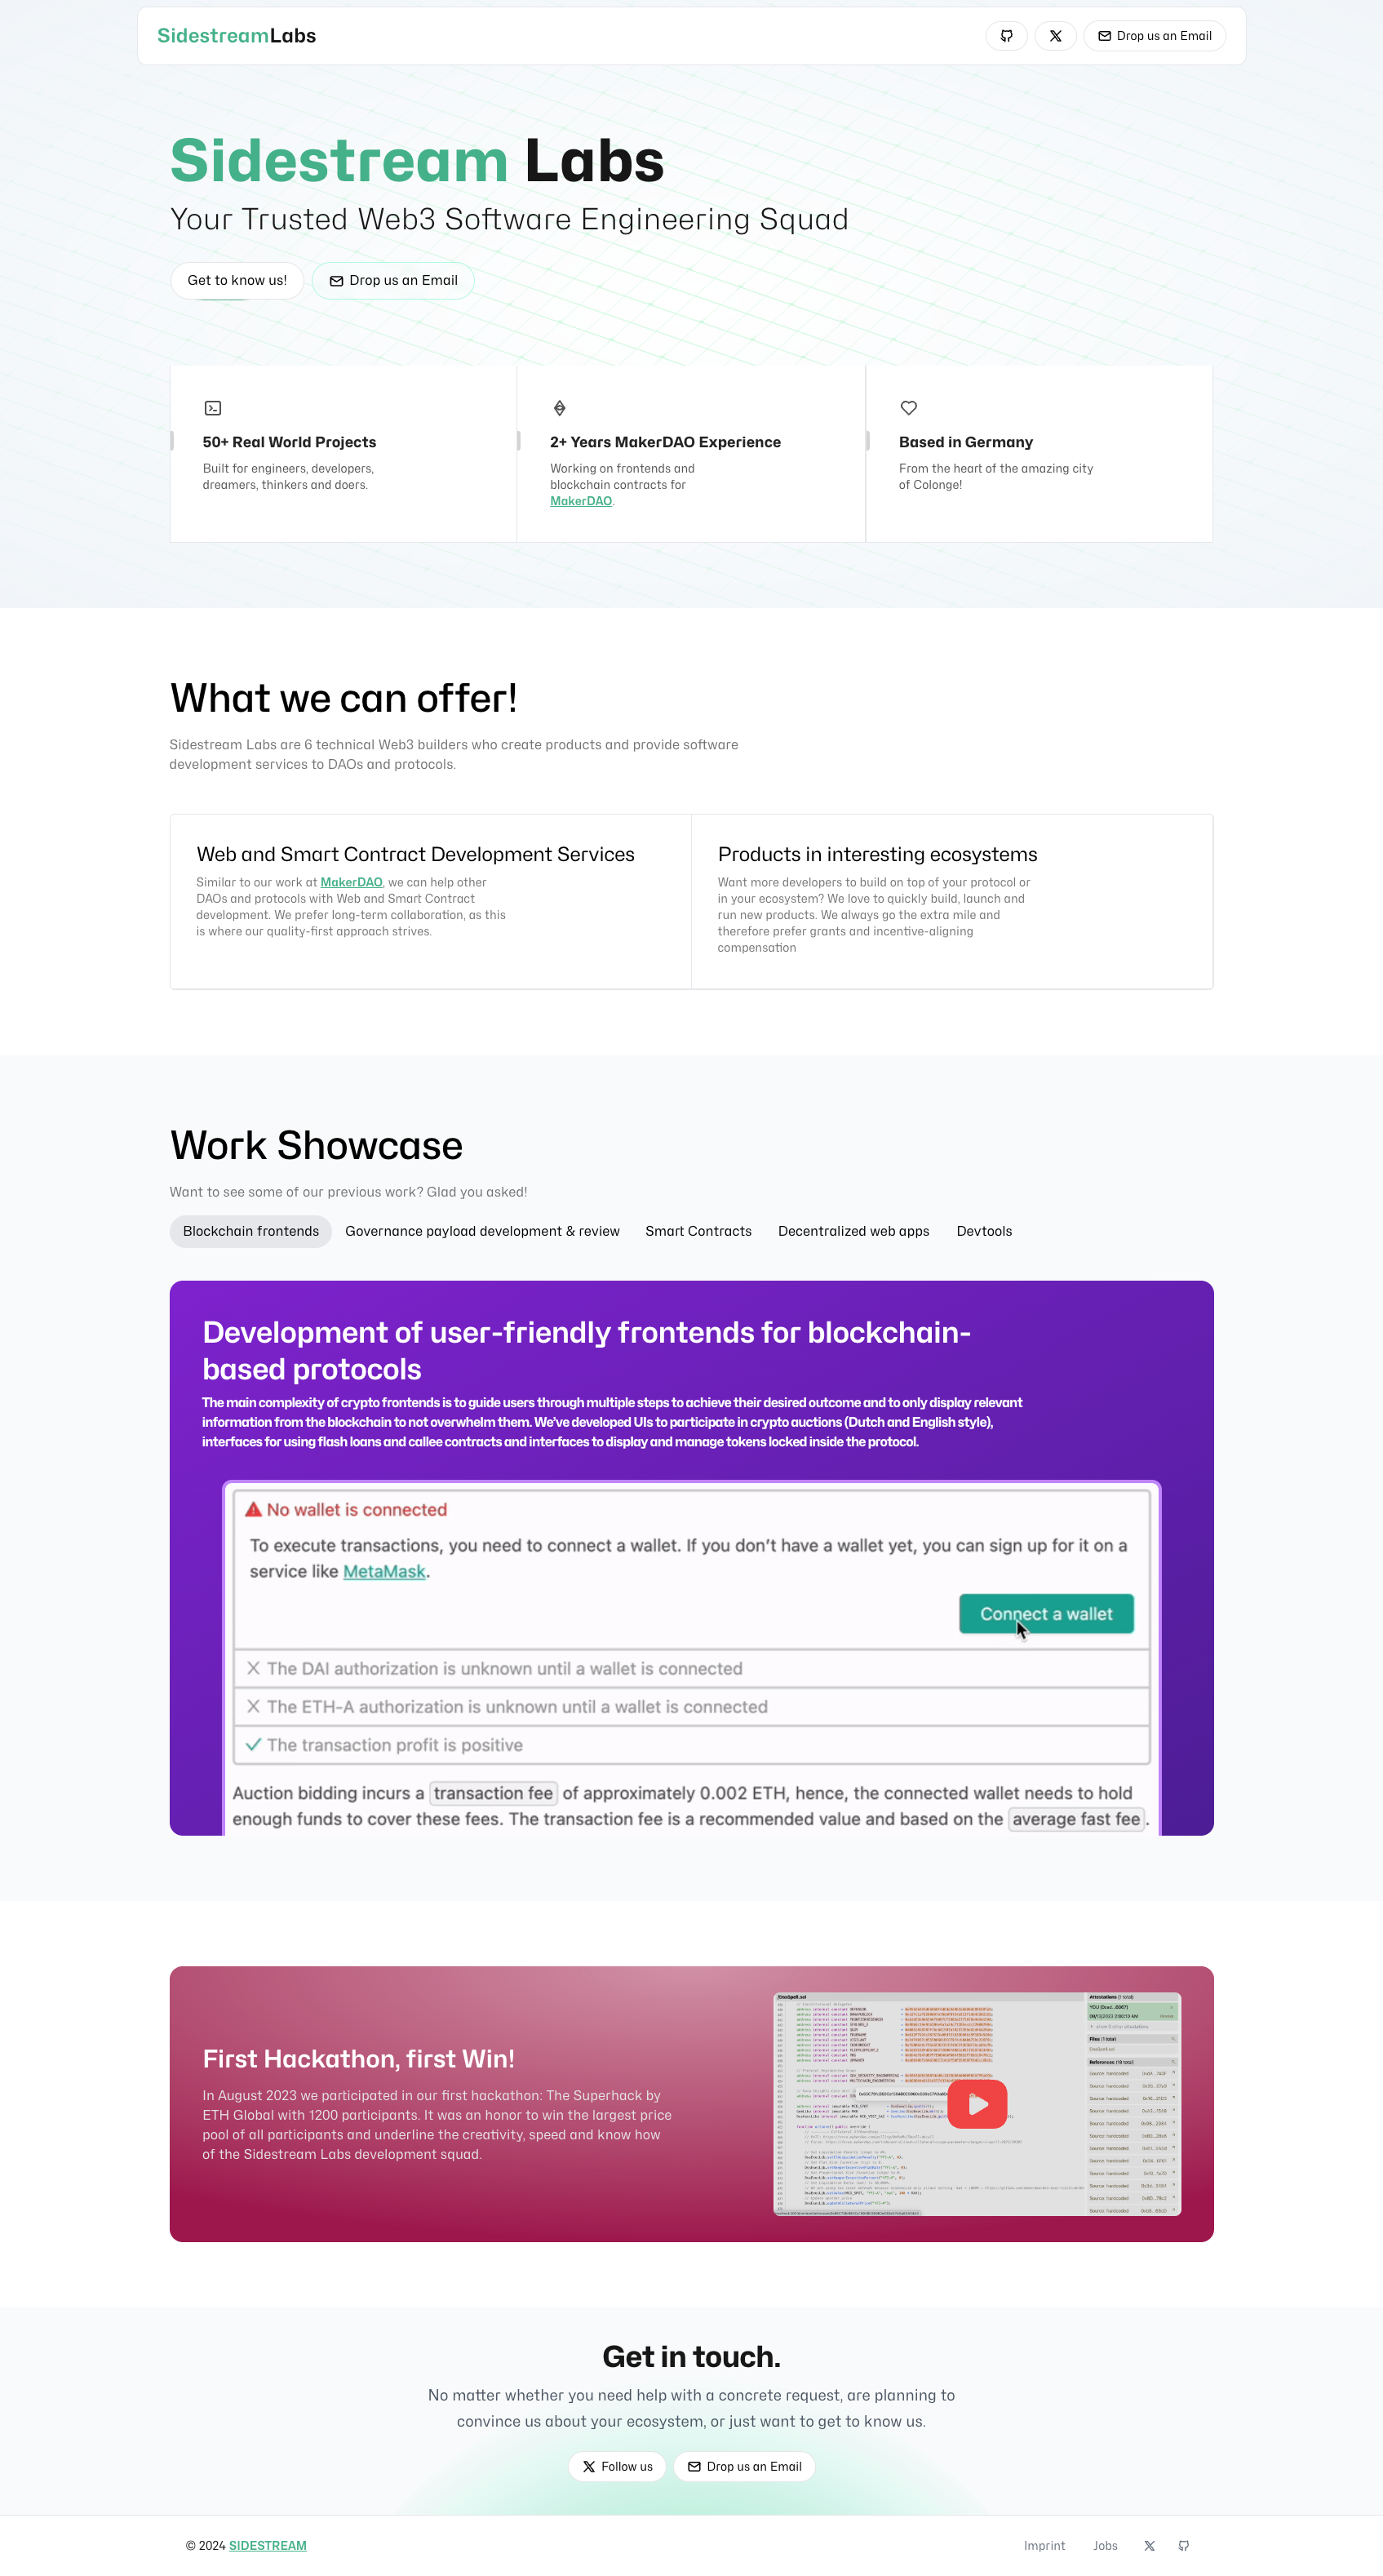 SidestreamLabs
Drop us an Email
Sidestream Labs
Your Trusted Web3 Software Engineering Squad
Get to know us!
Drop us an Email
50+ Real World Projects
Built for engineers, developers,
dreamers, thinkers and doers.
2+ Years MakerDAO Experience
Working on frontends and
blockchain contracts for
MakerDAO.
Based in Germany
From the heart of the amazing city
of Colonge!
What we can offer!
Sidestream Labs are 6 technical Web3 builders who create products and provide software
development services to DAOs and protocols.
Web and Smart Contract Development Services
Similar to our work at MakerDAO, we can help other
DAOs and protocols with Web and Smart Contract
development. We prefer long-term collaboration, as this
is where our quality-first approach strives.
Products in interesting ecosystems
Want more developers to build on top of your protocol or
in your ecosystem? We love to quickly build, launch and
run new products. We always go the extra mile and
therefore prefer grants and incentive-aligning
compensation
Work Showcase
Want to see some of our previous work? Glad you asked!
Blockchain frontends
Governance payload development & review
Smart Contracts
Decentralized web apps
Devtools
Development of user-friendly frontends for blockchain-
based protocols
The main complexity of crypto frontends is to guide users through multiple steps to achieve their desired outcome and to only display relevant
information from the blockchain to not overwhelm them. We've developed UIs to participate in crypto auctions (Dutch and English style),
interfaces for using flash loans and callee contracts and interfaces to display and manage tokens locked inside the protocol.
No wallet is connected
To execute transactions, you need to connect a wallet. If you don't have a wallet yet, you can sign up for it on a
service like MetaMask.
Connect a wallet
The DAI authorization is unknown until a wallet is connected
The ETH-A authorization is unknown until a wallet is connected
The transaction profit is positive
Auction bidding incurs a transaction fee of approximately 0.002 ETH, hence, the connected wallet needs to hold
enough funds to cover these fees. The transaction fee is a recommended value and based on the average fast fee.
First Hackathon, first Win!
In August 2023 we participated in our first hackathon: The Superhack by
ETH Global with 1200 participants. It was an honor to win the largest price
pool of all participants and underline the creativity, speed and know how
of the Sidestream Labs development squad.
Get in touch.
No matter whether you need help with a concrete request, are planning to
convince us about your ecosystem, or just want to get to know us.
Follow us
Drop us an Email
© 2024 SIDESTREAM
Imprint
Jobs